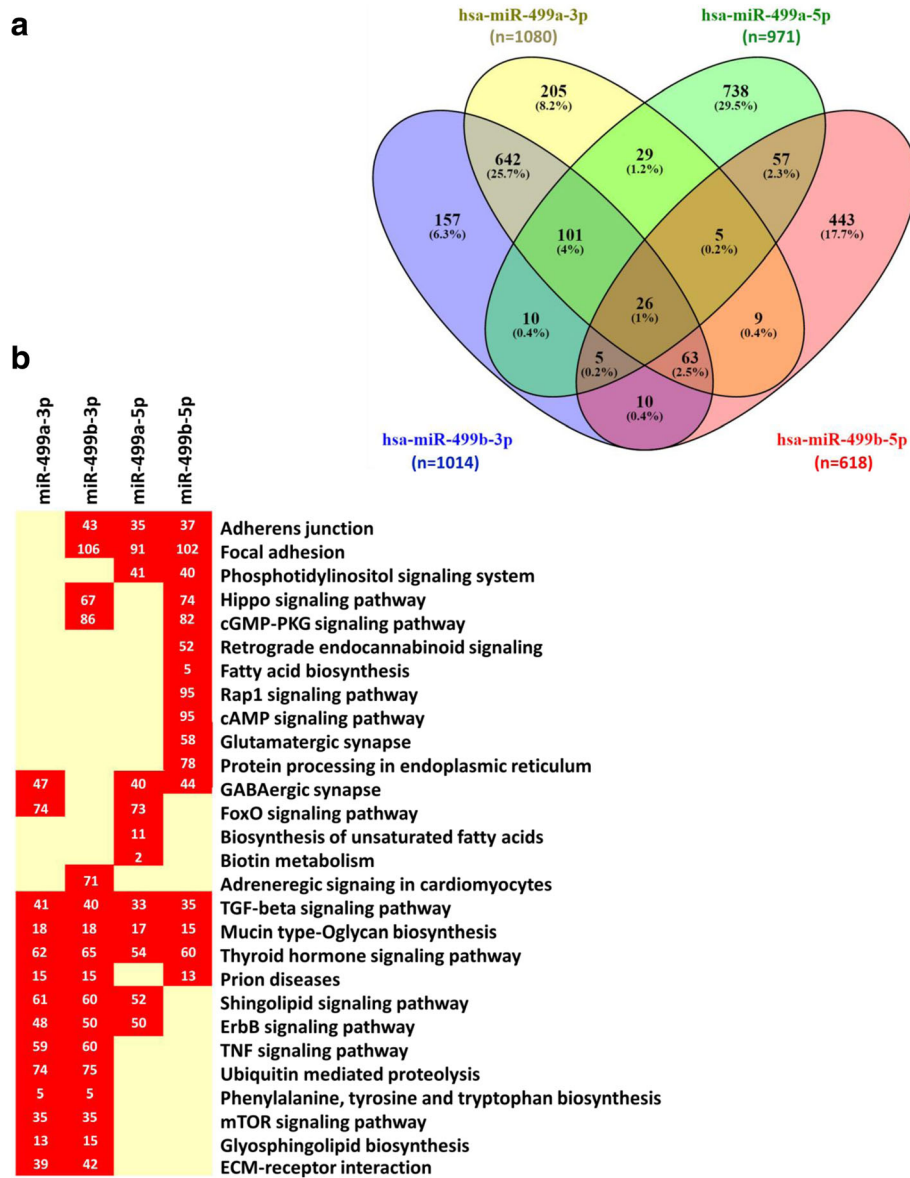 a
hsa-miR-499a-3p
(n=1080)
hsa-miR-499a-5p
(n=971)
205
(8.2%)
738
(29.5%)
642
(25.7%)
29
(1.2%)
57
(2.3%)
157
(6.3%)
101
(4%)
5
(0.2%)
443
(17.7%)
10
(0.4%)
26
(1%)
9
(0.4%)
5
(0.2%)
63
(2.5%)
10
(0.4%)
hsa-miR-499b-3p
(n=1014)
hsa-miR-499b-5p
(n=618)
b
miR-499a-3p
miR-499b-3p
miR-499a-5p
miR-499b-5p
43 35 37 Adherens junction
106 91 102 Focal adhesion
41 40 Phosphotidylinositol signaling system
67 74 Hippo signaling pathway
86 82 cGMP-PKG signaling pathway
52 Retrograde endocannabinoid signaling
5 Fatty acid biosynthesis
95 Rap1 signaling pathway
95 cAMP signaling pathway
58 Glutamatergic synapse
78 Protein processing in endoplasmic reticulum
47 40 44 GABAergic synapse
74 73 FoxO signaling pathway
11 Biosynthesis of unsaturated fatty acids
2 Biotin metabolism
71 Adreneregic signaing in cardiomyocytes
41 40 33 35 TGF-beta signaling pathway
18 18 17 15 Mucin type-Oglycan biosynthesis
62 65 54 60 Thyroid hormone signaling pathway
15 15 13 Prion diseases
61 60 52 Shingolipid signaling pathway
48 50 50 ErbB signaling pathway
59 60 TNF signaling pathway
74 75 Ubiquitin mediated proteolysis
5 5 Phenylalanine, tyrosine and tryptophan biosynthesis
35 35 mTOR signaling pathway
13 15 Glyosphingolipid biosynthesis
39 42 ECM-receptor interaction